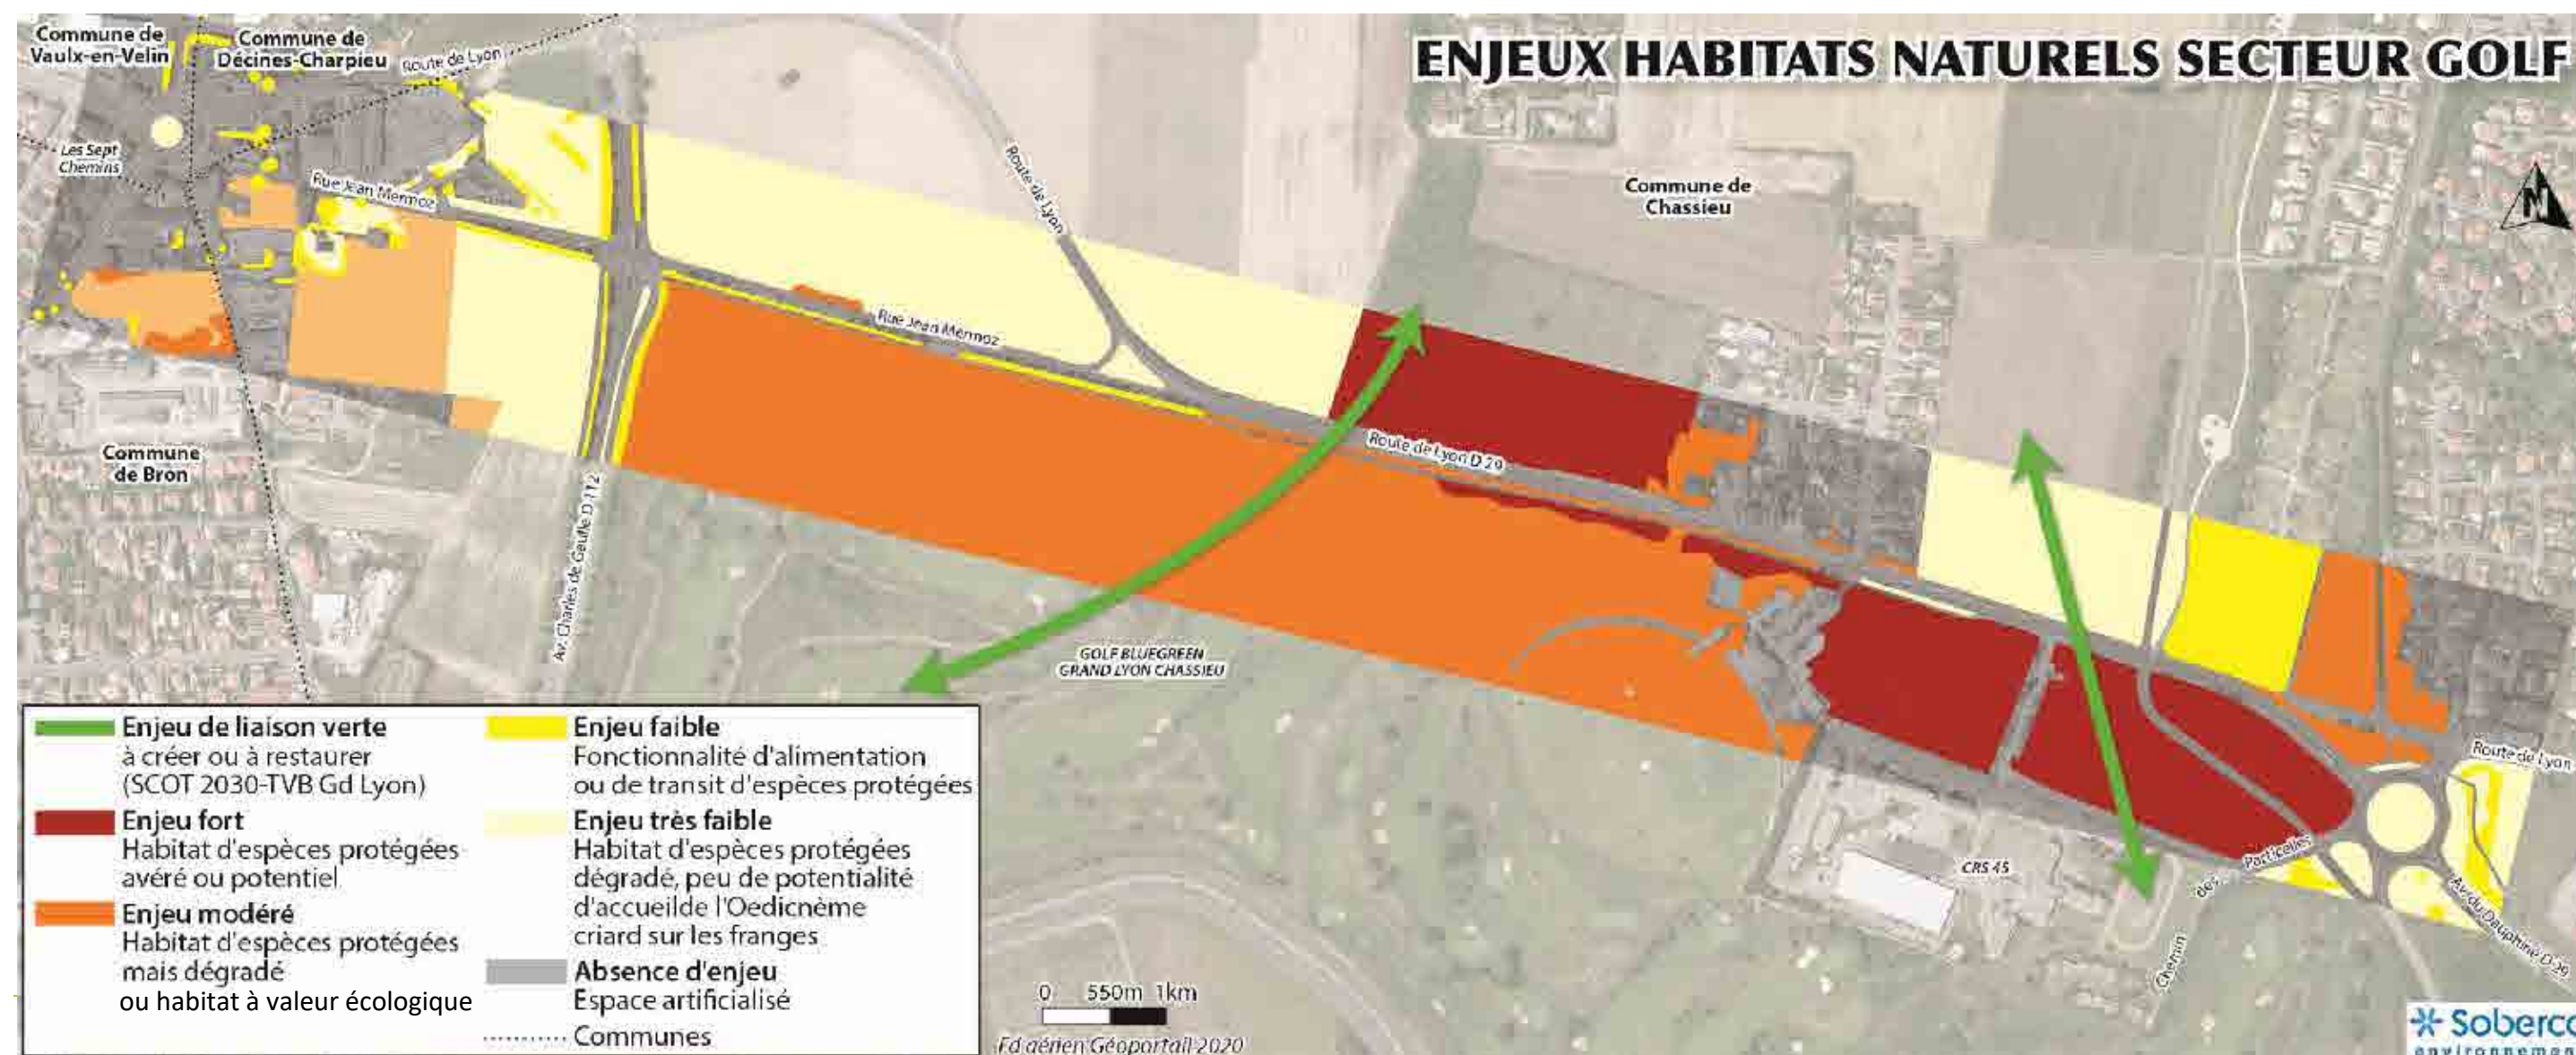 ENJEUX HABITATS NATURELS SECTEUR GOLF
Commune de
Vaulx-en-Velin
Commune de
Décines-Charpieu
Route de Lyon
Les Sept
Chemins
Rue Jean Mermoz
Route de Lyon
Commune de
Chassieu
N
Rue Jean Mermoz
Route de Lyon D 29
Commune
de Bron
Av. Charles de Gaulle D 112
GOLF BLUEGREEN
GRAND LYON CHASSIEU
CRS 45
Route de Lyon
Chemin des Particelles
Av. du Dauphiné D 29
Enjeu de liaison verte
à créer ou à restaurer
(SCOT 2030-TVB Gd Lyon)
Enjeu fort
Habitat d'espèces protégées
avéré ou potentiel
Enjeu modéré
Habitat d'espèces protégées
mais dégradé
ou habitat à valeur écologique
Enjeu faible
Fonctionnalité d'alimentation
ou de transit d'espèces protégées
Enjeu très faible
Habitat d'espèces protégées
dégradé, peu de potentialité
d'accueilde l'Oedicnème
criard sur les franges
Absence d'enjeu
Espace artificialisé
Communes
0 550m 1km
Fd aérien Géoportail 2020
Soberco
environnement